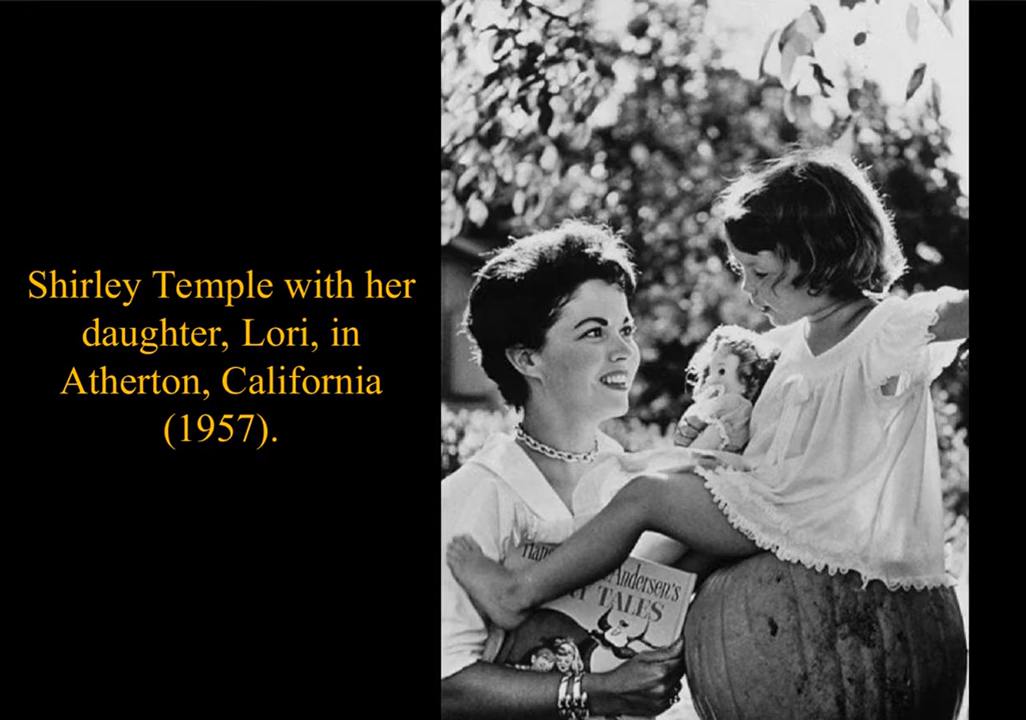 Shirley Temple with her
daughter, Lori, in
Atherton, California
(1957).
Andersen's
TALES